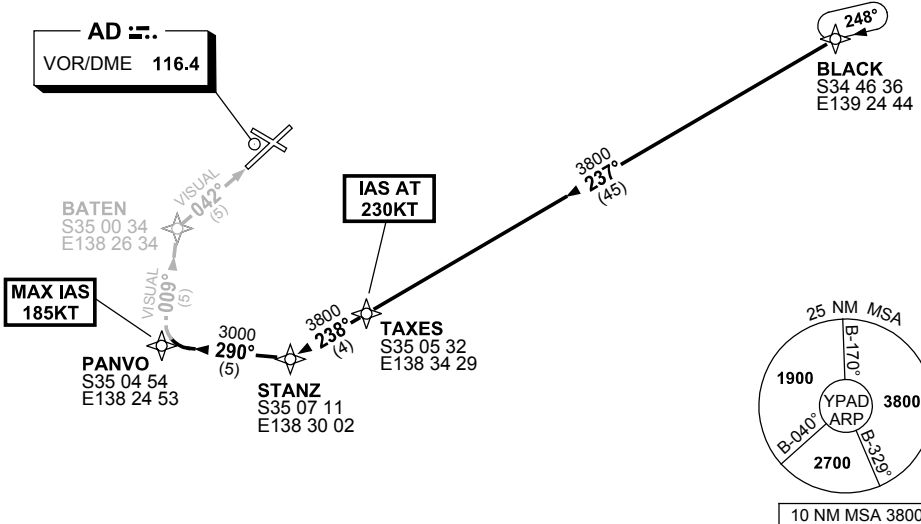 AD
VOR/DME 116.4
248°
BLACK
S34 46 36
E139 24 44
3800
237°
(45)
IAS AT
230KT
VISUAL
042°
(5)
BATEN
S35 00 34
E138 26 34
VISUAL
009°
(5)
MAX IAS
185KT
PANVO
S35 04 54
E138 24 53
3000
290°
(5)
STANZ
S35 07 11
E138 30 02
3800
238°
(4)
TAXES
S35 05 32
E138 34 29
25 NM MSA
B-170°
1900
3800
YPAD
ARP
B-040°
B-329°
2700
10 NM MSA 3800